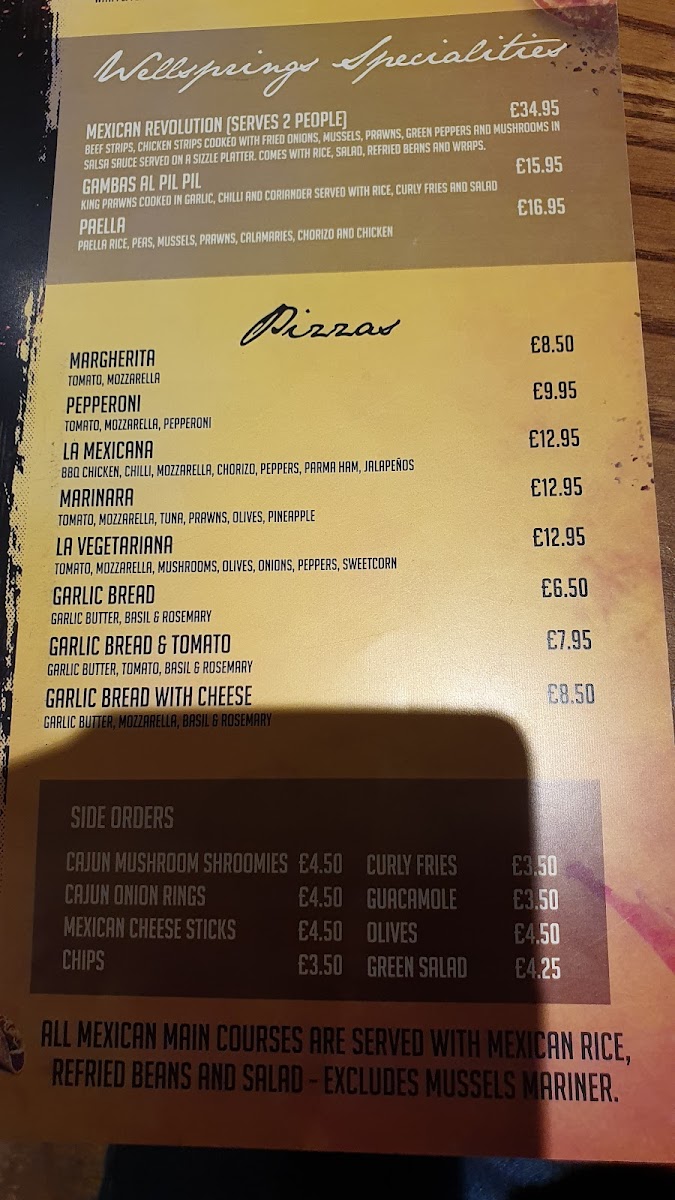 Wellsprings Specialities
MEXICAN REVOLUTION (SERVES 2 PEOPLE) £34.95
BEEF STRIPS, CHICKEN STRIPS COOKED WITH FRIED ONIONS, MUSSELS, PRAWNS, GREEN PEPPERS AND MUSHROOMS IN
SALSA SAUCE SERVED ON A SIZZLE PLATTER. COMES WITH RICE, SALAD, REFRIED BEANS AND WRAPS.
GAMBAS AL PIL PIL £15.95
KING PRAWNS COOKED IN GARLIC, CHILLI AND CORIANDER SERVED WITH RICE, CURLY FRIES AND SALAD
PAELLA £16.95
PAELLA RICE, PEAS, MUSSELS, PRAWNS, CALAMARIES, CHORIZO AND CHICKEN
Pizzas
MARGHERITA £8.50
TOMATO, MOZZARELLA
PEPPERONI £9.95
TOMATO, MOZZARELLA, PEPPERONI
LA MEXICANA £12.95
BBQ CHICKEN, CHILLI, MOZZARELLA, CHORIZO, PEPPERS, PARMA HAM, JALAPEÑOS
MARINARA £12.95
TOMATO, MOZZARELLA, TUNA, PRAWNS, OLIVES, PINEAPPLE
LA VEGETARIANA £12.95
TOMATO, MOZZARELLA, MUSHROOMS, OLIVES, ONIONS, PEPPERS, SWEETCORN
GARLIC BREAD £6.50
GARLIC BUTTER, BASIL & ROSEMARY
GARLIC BREAD & TOMATO £7.95
GARLIC BUTTER, TOMATO, BASIL & ROSEMARY
GARLIC BREAD WITH CHEESE £8.50
GARLIC BUTTER, MOZZARELLA, BASIL & ROSEMARY
SIDE ORDERS
CAJUN MUSHROOM SHROOMIES £4.50 CURLY FRIES £3.50
CAJUN ONION RINGS £4.50 GUACAMOLE £3.50
MEXICAN CHEESE STICKS £4.50 OLIVES £4.50
CHIPS £3.50 GREEN SALAD £4.25
ALL MEXICAN MAIN COURSES ARE SERVED WITH MEXICAN RICE,
REFRIED BEANS AND SALAD - EXCLUDES MUSSELS MARINER.